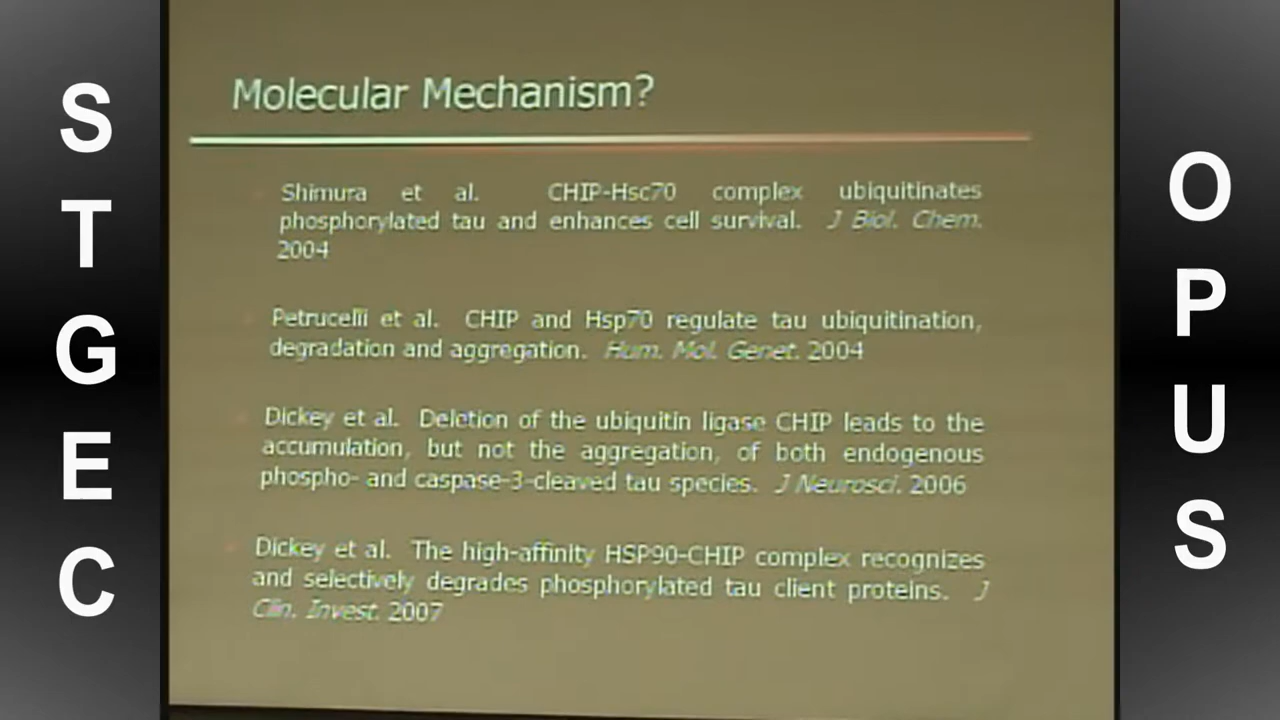 STGEC
Molecular Mechanism?
Shimura et al. CHIP-Hsc70 complex ubiquitinates
phosphorylated tau and enhances cell survival. J Biol. Chem.
2004
Petrucelli et al. CHIP and Hsp70 regulate tau ubiquitination,
degradation and aggregation. Hum. Mol. Genet. 2004
Dickey et al. Deletion of the ubiquitin ligase CHIP leads to the
accumulation, but not the aggregation, of both endogenous
phospho- and caspase-3-cleaved tau species. J Neurosci. 2006
Dickey et al. The high-affinity HSP90-CHIP complex recognizes
and selectively degrades phosphorylated tau client proteins. J
Clin. Invest. 2007
OPUS